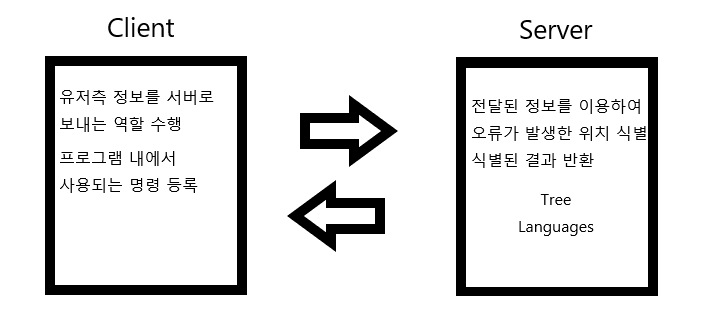 Client
유저측 정보를 서버로
보내는 역할 수행
프로그램 내에서
사용되는 명령 등록
Server
전달된 정보를 이용하여
오류가 발생한 위치 식별
식별된 결과 반환
Tree
Languages